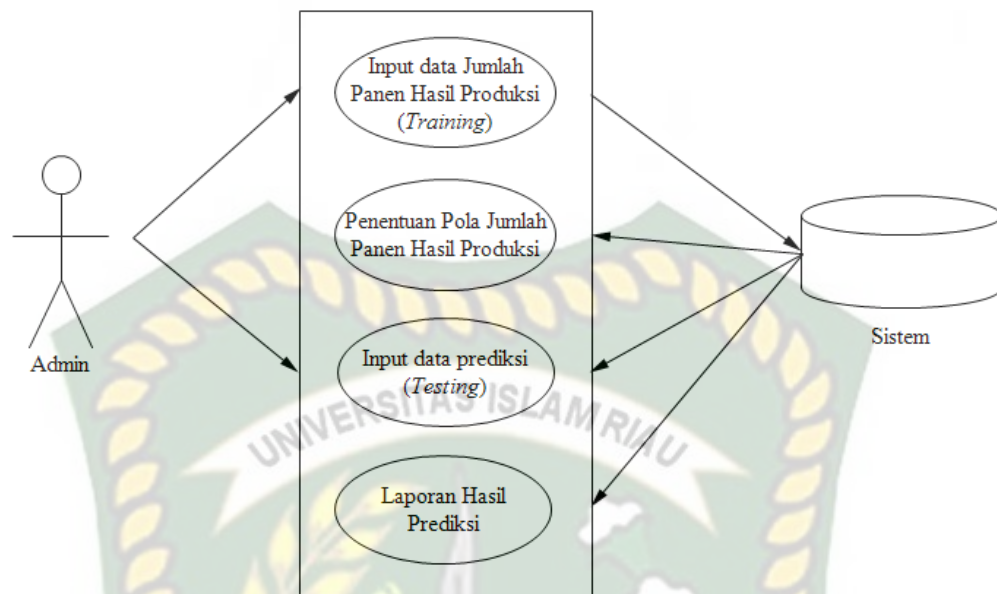 Input data Jumlah
Panen Hasil Produksi
(Training)
Penentuan Pola Jumlah
Panen Hasil Produksi
Input data prediksi
(Testing)
Laporan Hasil
Prediksi
Admin
Sistem
UNIVERSITAS ISLAM RIAU